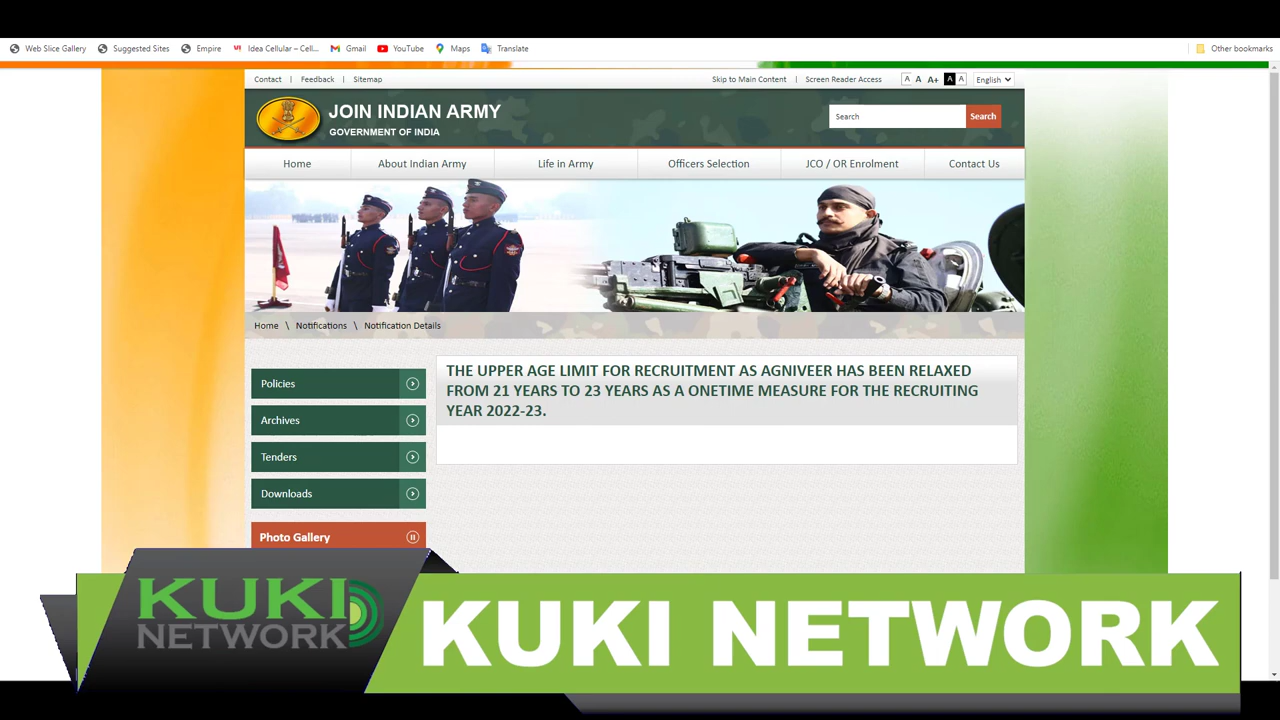 Web Slice Gallery Suggested Sites Empire Idea Cellular – Cell... Gmail YouTube Maps Translate Other bookmarks
Contact | Feedback | Sitemap Skip to Main Content | Screen Reader Access A A A+ A A English
JOIN INDIAN ARMY
GOVERNMENT OF INDIA
Search Search
Home About Indian Army Life in Army Officers Selection JCO / OR Enrolment Contact Us
Home \ Notifications \ Notification Details
Policies
Archives
Tenders
Downloads
Photo Gallery
THE UPPER AGE LIMIT FOR RECRUITMENT AS AGNIVEER HAS BEEN RELAXED
FROM 21 YEARS TO 23 YEARS AS A ONETIME MEASURE FOR THE RECRUITING
YEAR 2022-23.
KUKI
NETWORK
KUKI NETWORK